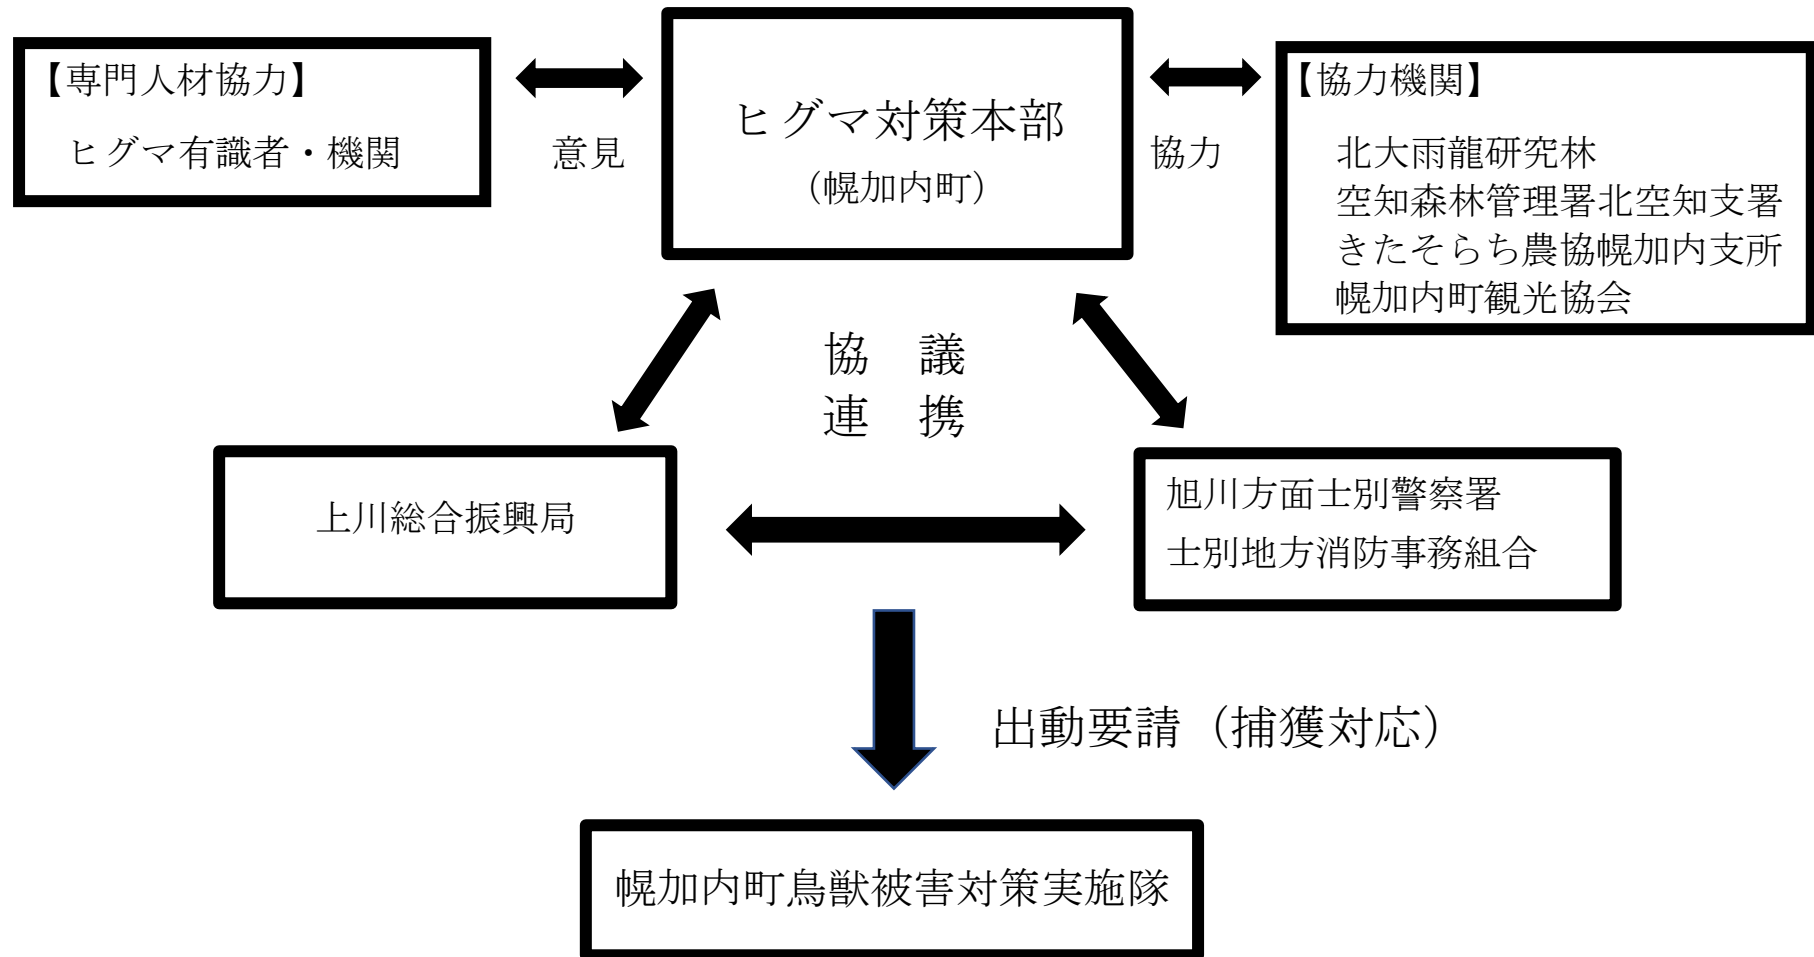 【専門人材協力】
ヒグマ有識者・機関
意見
ヒグマ対策本部
（幌加内町）
協力
【協力機関】
北大雨龍研究林
空知森林管理署北空知支署
きたそらち農協幌加内支所
幌加内町観光協会
協　議
連　携
上川総合振興局
旭川方面士別警察署
士別地方消防事務組合
出動要請（捕獲対応）
幌加内町鳥獣被害対策実施隊